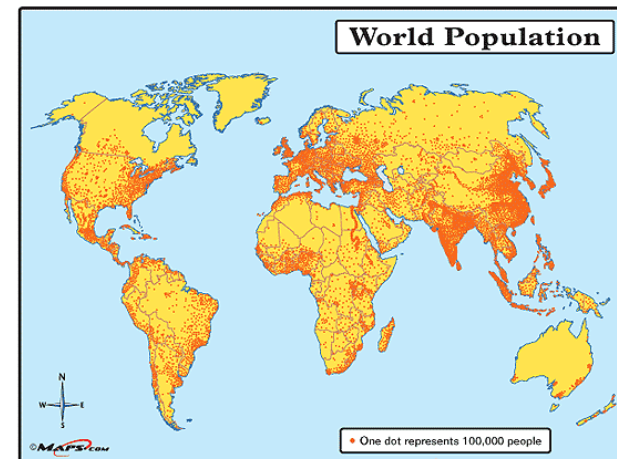 World Population
N
W E
S
One dot represents 100,000 people
©MAPS.COM